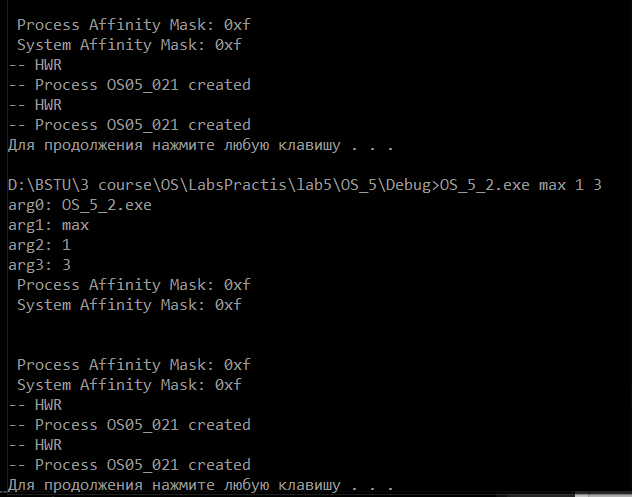 Process Affinity Mask: 0xf
System Affinity Mask: 0xf
-- HWR
-- Process OS05_021 created
-- HWR
-- Process OS05_021 created
Для продолжения нажмите любую клавишу . . .
D:\BSTU\3 course\OS\LabsPractis\lab5\OS_5\Debug>OS_5_2.exe max 1 3
arg0: OS_5_2.exe
arg1: max
arg2: 1
arg3: 3
Process Affinity Mask: 0xf
System Affinity Mask: 0xf
Process Affinity Mask: 0xf
System Affinity Mask: 0xf
-- HWR
-- Process OS05_021 created
-- HWR
-- Process OS05_021 created
Для продолжения нажмите любую клавишу . . .